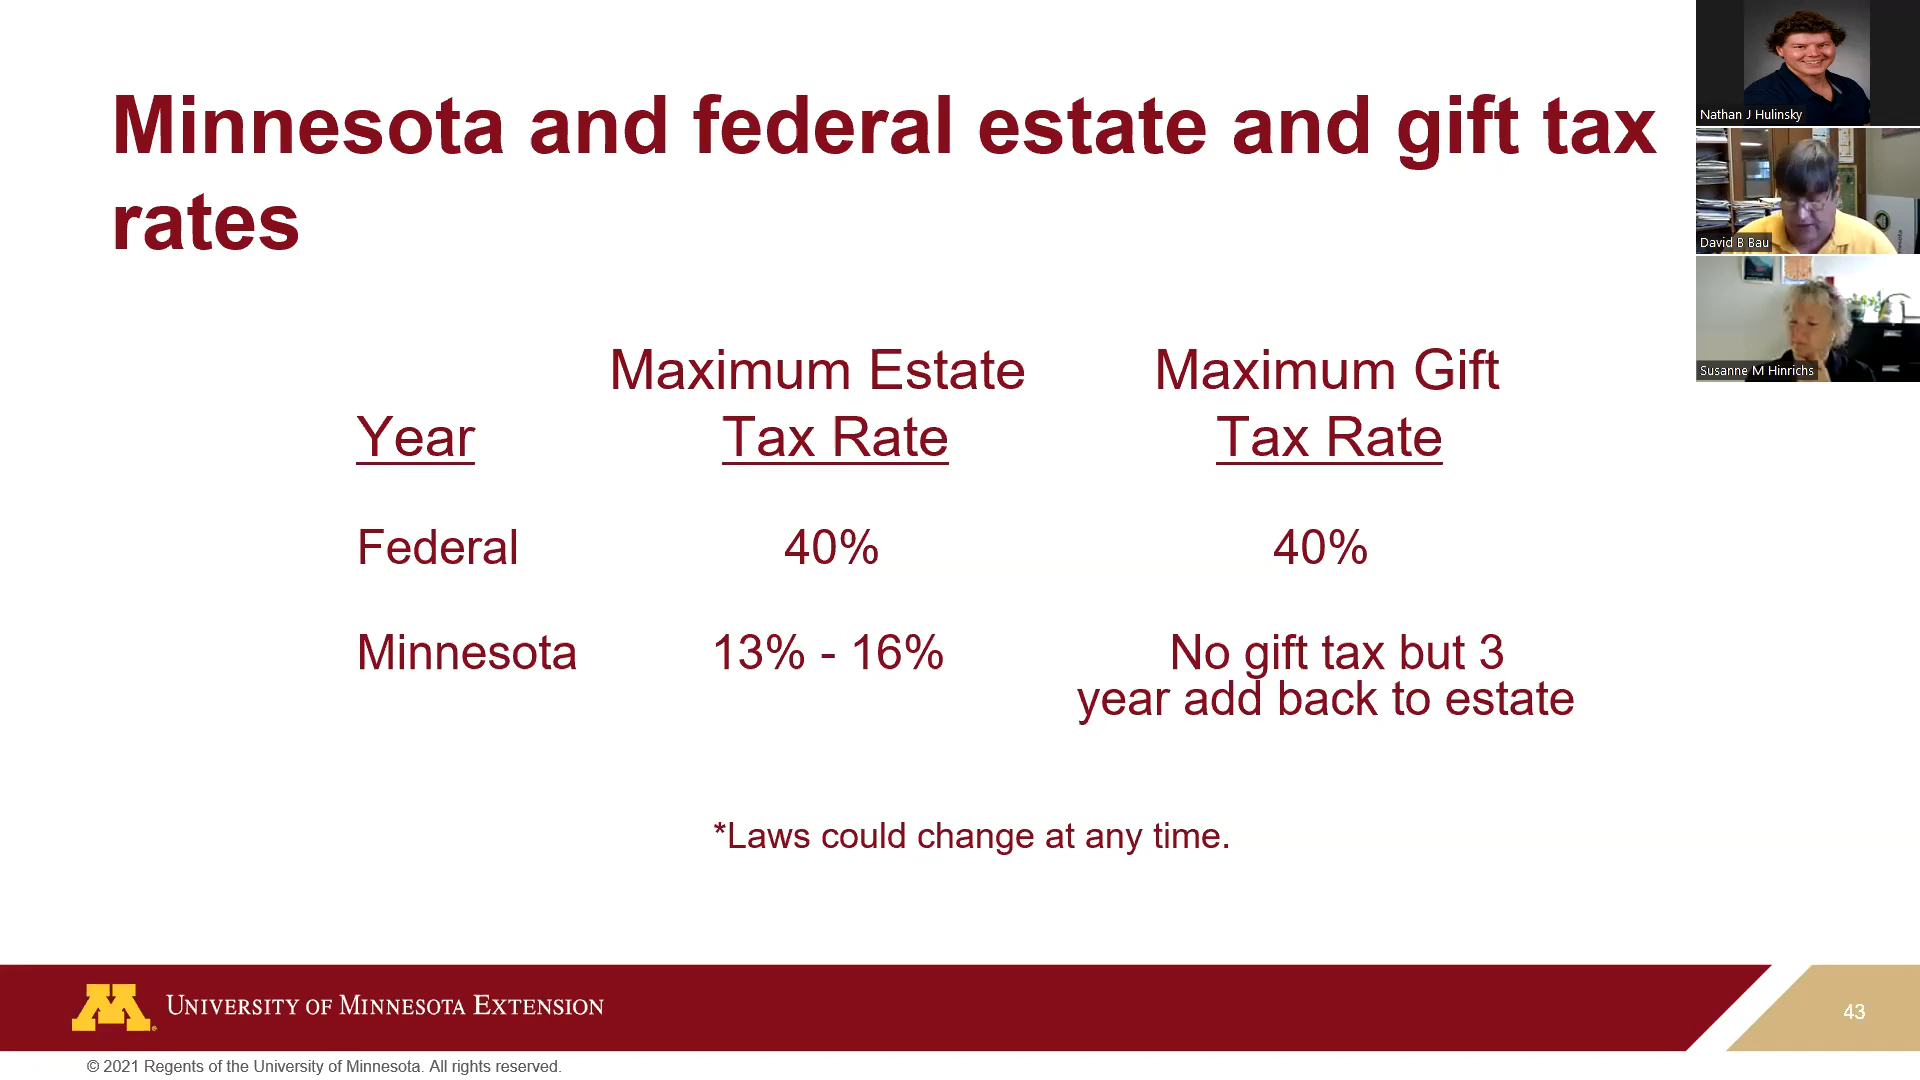 Minnesota and federal estate and gift tax
rates
Maximum Estate Maximum Gift
Year Tax Rate Tax Rate
Federal 40% 40%
Minnesota 13% - 16% No gift tax but 3
year add back to estate
*Laws could change at any time.
UNIVERSITY OF MINNESOTA EXTENSION
43
© 2021 Regents of the University of Minnesota. All rights reserved.
Nathan J Hulinsky
David B Bau
Susanne M Hinrichs